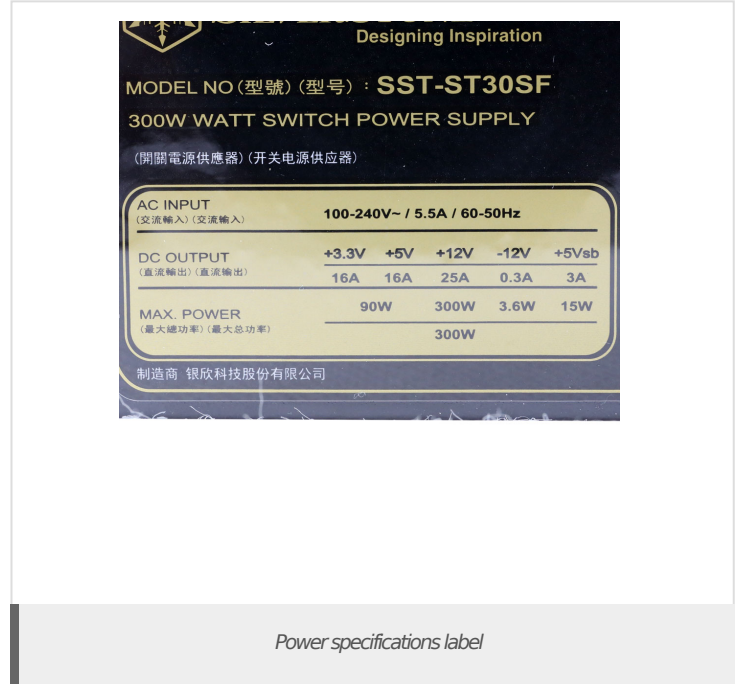 Designing Inspiration
MODEL NO (型號) (型号) : SST-ST30SF
300W WATT SWITCH POWER SUPPLY
(開關電源供應器) (开关电源供应器)
AC INPUT 100-240V~ / 5.5A / 60-50Hz
(交流輸入) (交流输入)
DC OUTPUT +3.3V +5V +12V -12V +5Vsb
(直流輸出) (直流输出) 16A 16A 25A 0.3A 3A
MAX. POWER 90W 300W 3.6W 15W
(最大總功率) (最大总功率) 300W
制造商 银欣科技股份有限公司
Power specifications label